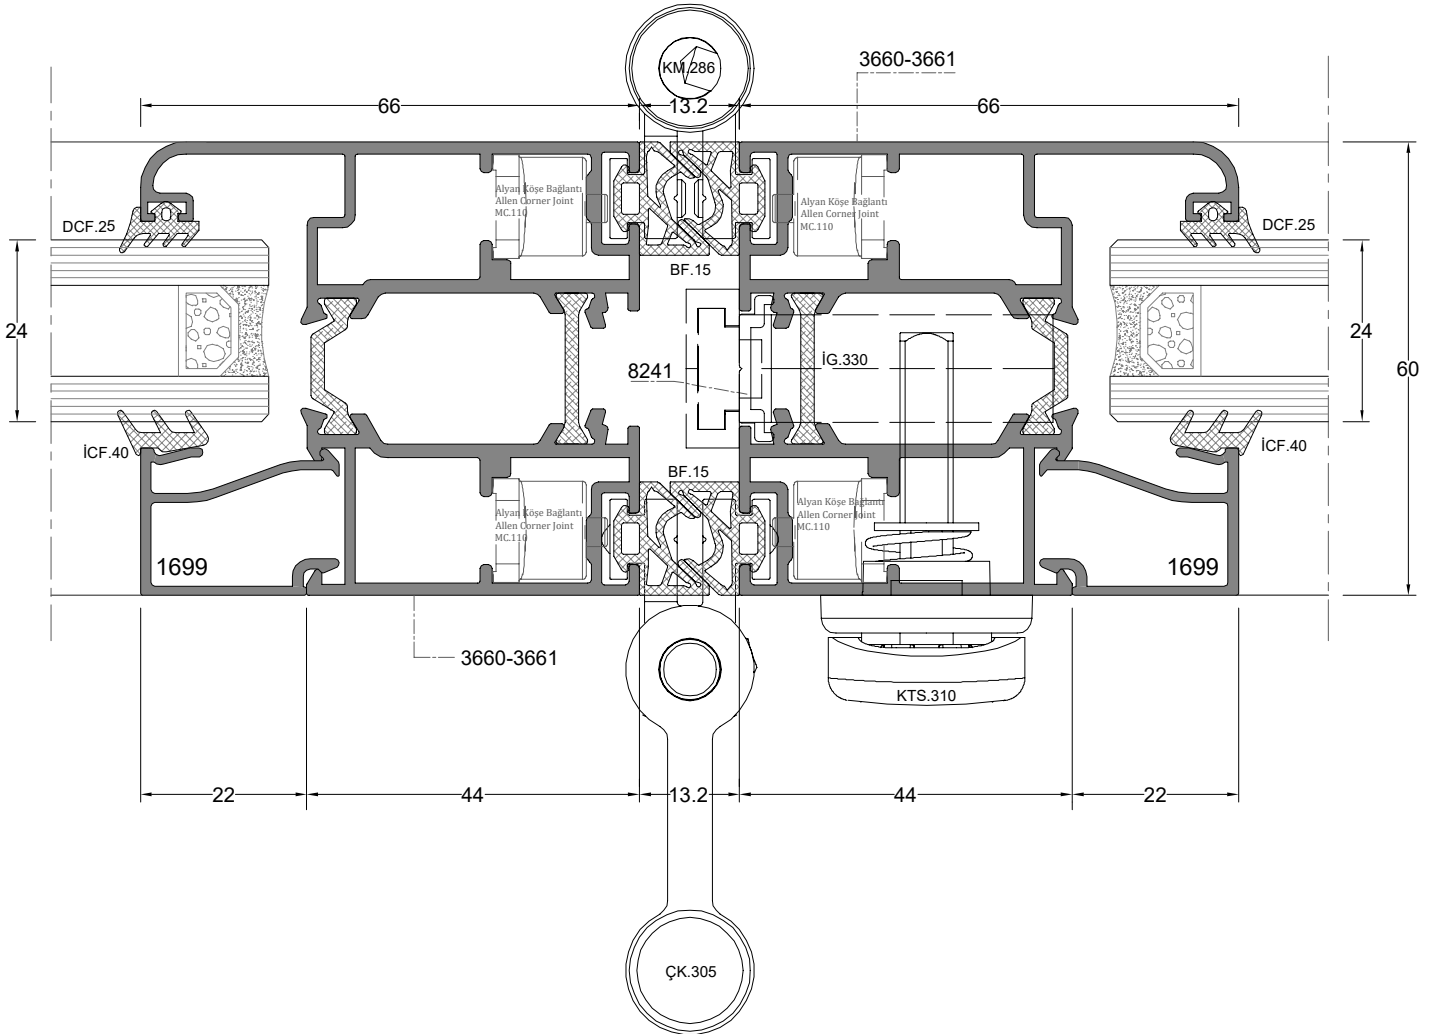 KM.286
3660-3661
66
13.2
66
Alyan Köşe Bağlantı
Allen Corner Joint
MC.110
Alyan Köşe Bağlantı
Allen Corner Joint
MC.110
DCF.25
DCF.25
BF.15
24
24
60
İG.330
8241
İCF.40
İCF.40
BF.15
Alyan Köşe Bağlantı
Allen Corner Joint
MC.110
Alyan Köşe Bağlantı
Allen Corner Joint
MC.110
1699
1699
3660-3661
KTS.310
22
44
13.2
44
22
ÇK.305